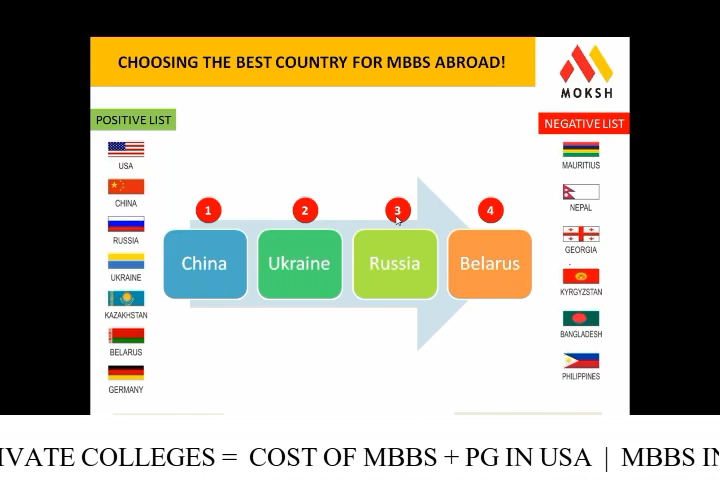 CHOOSING THE BEST COUNTRY FOR MBBS ABROAD!
MOKSH
POSITIVE LIST
NEGATIVE LIST
USA
CHINA
RUSSIA
UKRAINE
KAZAKHSTAN
BELARUS
GERMANY
1
2
3
4
China
Ukraine
Russia
Belarus
MAURITIUS
NEPAL
GEORGIA
KYRGYZSTAN
BANGLADESH
PHILIPPINES
IVATE COLLEGES = COST OF MBBS + PG IN USA | MBBS IN